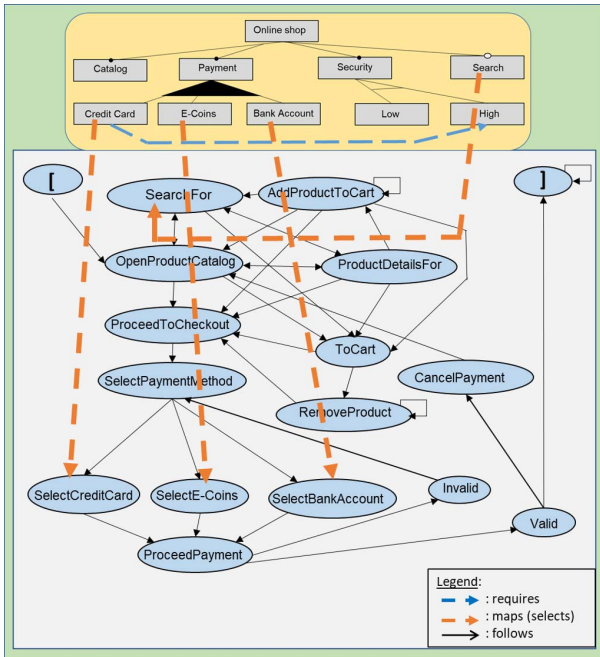 Online shop
Catalog
Payment
Security
Search
Credit Card
E-Coins
Bank Account
Low
High
[
SearchFor
AddProductToCart
]
OpenProductCatalog
ProductDetailsFor
ProceedToCheckout
ToCart
SelectPaymentMethod
CancelPayment
RemoveProduct
SelectCreditCard
SelectE-Coins
SelectBankAccount
Invalid
Valid
ProceedPayment
Legend:
: requires
: maps (selects)
: follows